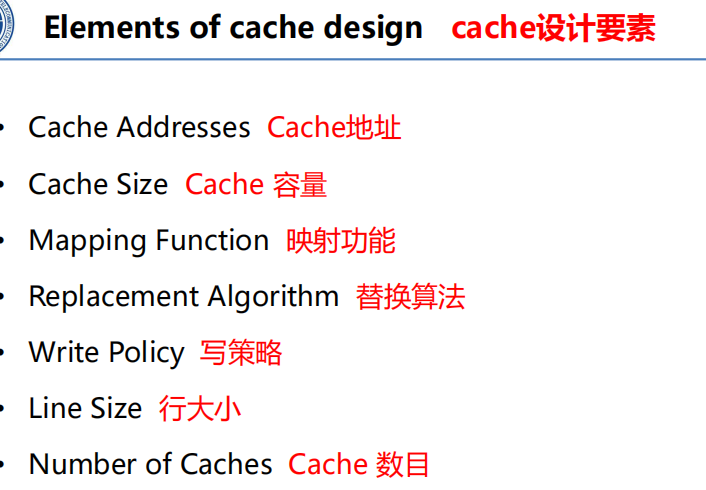 Elements of cache design cache设计要素
• Cache Addresses Cache地址
• Cache Size Cache 容量
• Mapping Function 映射功能
• Replacement Algorithm 替换算法
• Write Policy 写策略
• Line Size 行大小
• Number of Caches Cache 数目